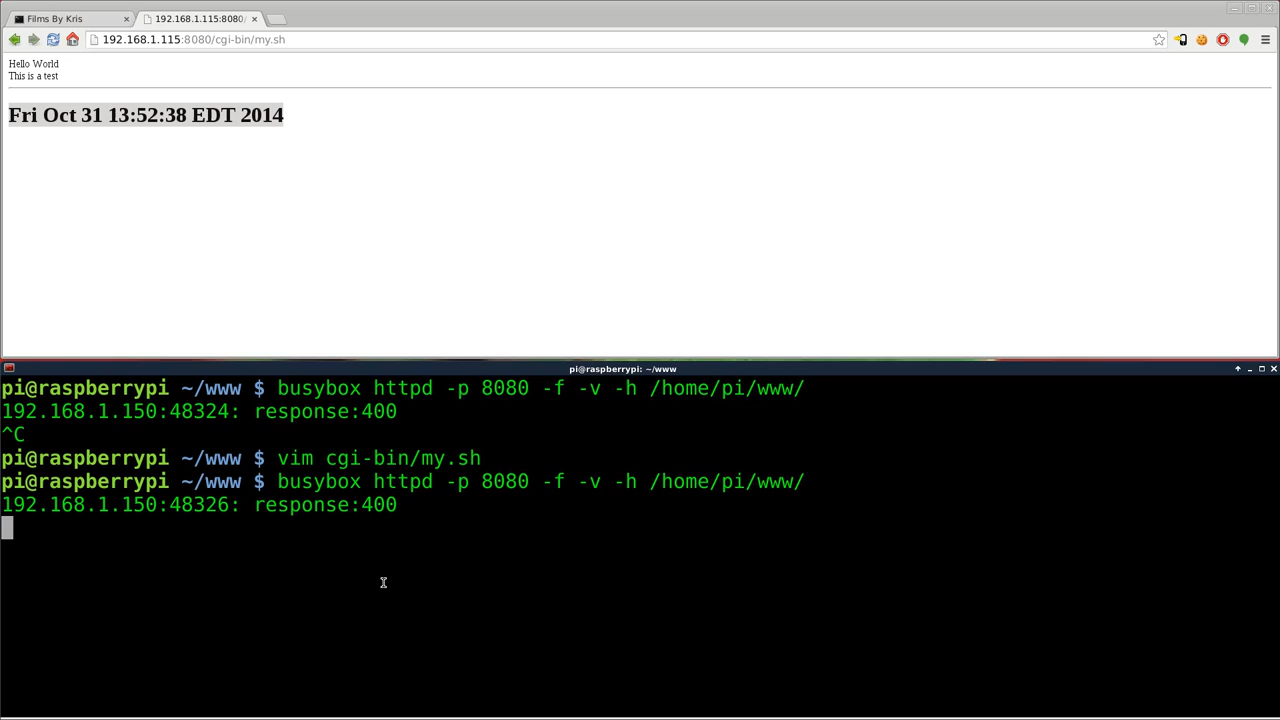 Films By Kris
192.168.1.115:8080/
192.168.1.115:8080/cgi-bin/my.sh
Hello World
This is a test
Fri Oct 31 13:52:38 EDT 2014
pi@raspberrypi: ~/www
pi@raspberrypi ~/www $ busybox httpd -p 8080 -f -v -h /home/pi/www/
192.168.1.150:48324: response:400
^C
pi@raspberrypi ~/www $ vim cgi-bin/my.sh
pi@raspberrypi ~/www $ busybox httpd -p 8080 -f -v -h /home/pi/www/
192.168.1.150:48326: response:400